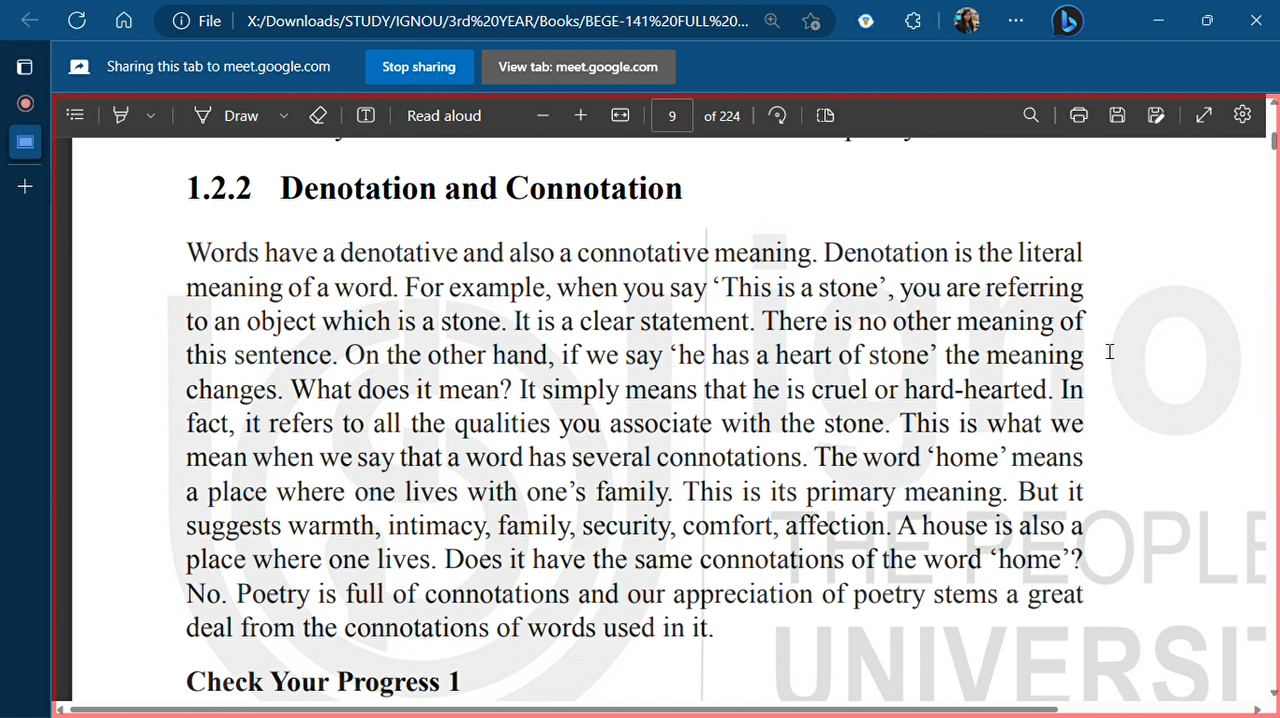 File X:/Downloads/STUDY/IGNOU/3rd%20YEAR/Books/BEGE-141%20FULL%20...
Sharing this tab to meet.google.com Stop sharing View tab: meet.google.com
Draw Read aloud 9 of 224
1.2.2 Denotation and Connotation
Words have a denotative and also a connotative meaning. Denotation is the literal
meaning of a word. For example, when you say ‘This is a stone’, you are referring
to an object which is a stone. It is a clear statement. There is no other meaning of
this sentence. On the other hand, if we say ‘he has a heart of stone’ the meaning
changes. What does it mean? It simply means that he is cruel or hard-hearted. In
fact, it refers to all the qualities you associate with the stone. This is what we
mean when we say that a word has several connotations. The word ‘home’ means
a place where one lives with one’s family. This is its primary meaning. But it
suggests warmth, intimacy, family, security, comfort, affection. A house is also a
place where one lives. Does it have the same connotations of the word ‘home’?
No. Poetry is full of connotations and our appreciation of poetry stems a great
deal from the connotations of words used in it.
Check Your Progress 1
igno
THE PEOPLE
UNIVERSIT